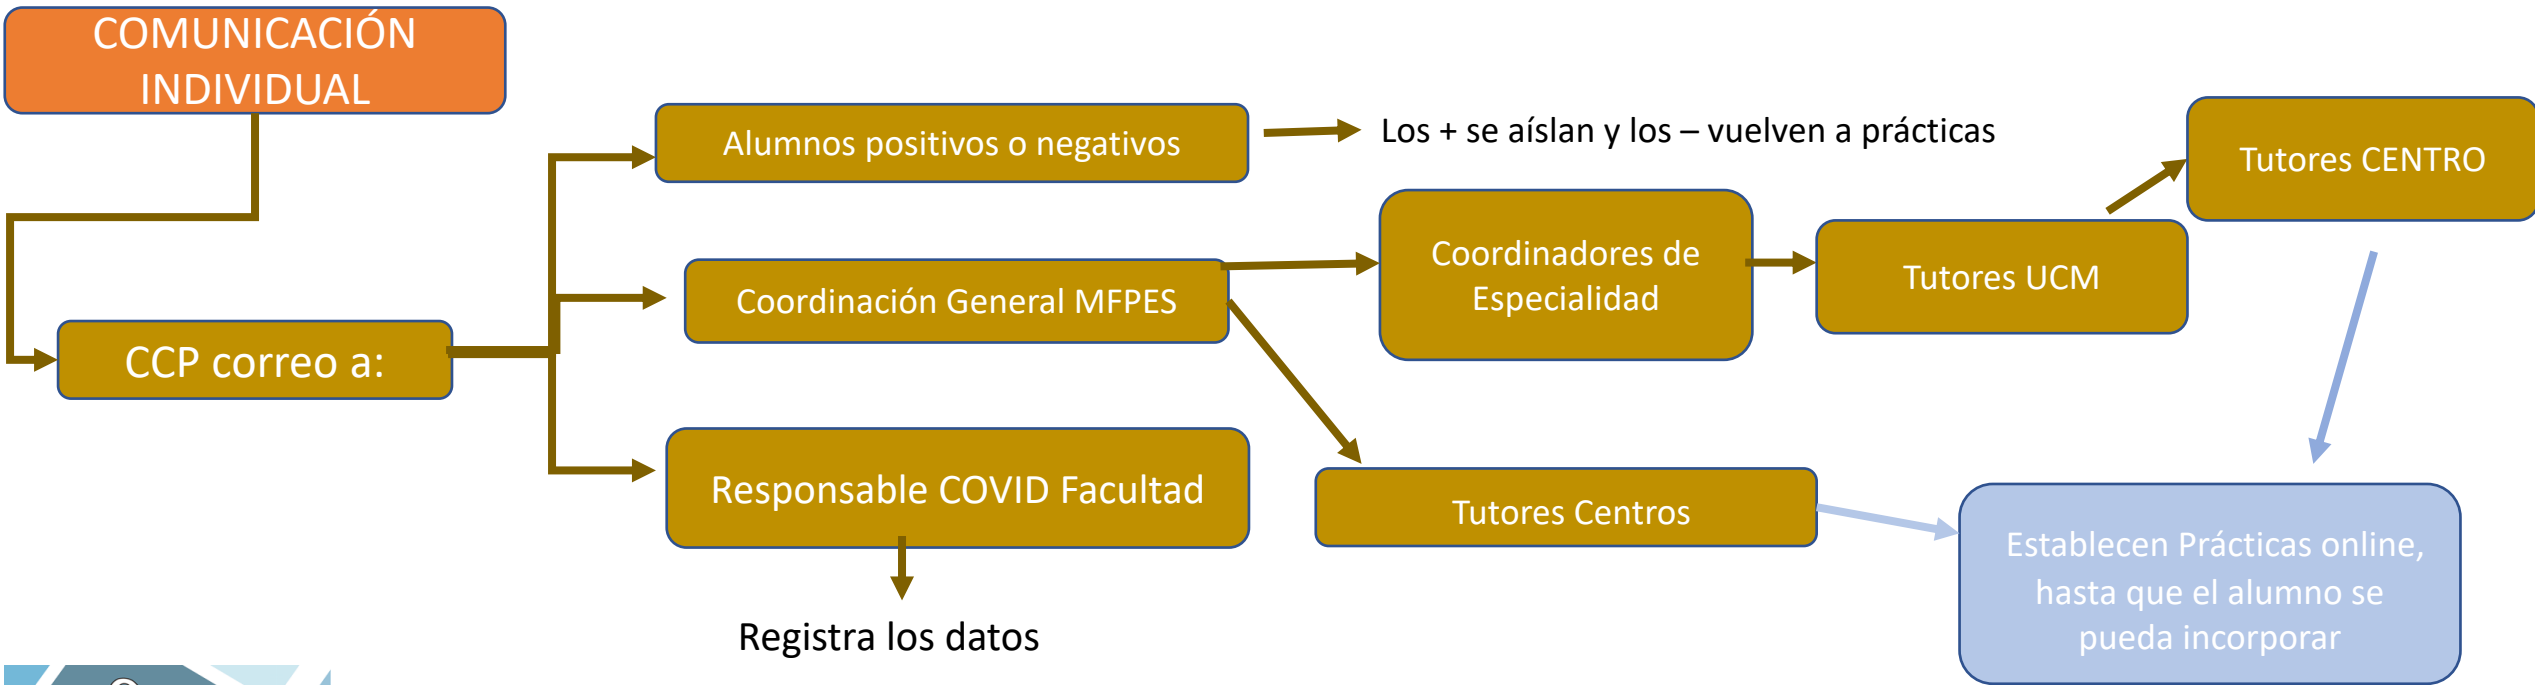 COMUNICACIÓN
INDIVIDUAL
CCP correo a:
Alumnos positivos o negativos
Los + se aíslan y los – vuelven a prácticas
Coordinación General MFPES
Coordinadores de
Especialidad
Tutores UCM
Tutores CENTRO
Responsable COVID Facultad
Registra los datos
Tutores Centros
Establecen Prácticas online,
hasta que el alumno se
pueda incorporar